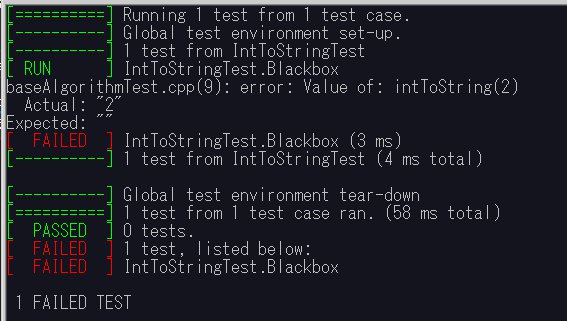 [==========] Running 1 test from 1 test case.
[----------] Global test environment set-up.
[----------] 1 test from IntToStringTest
[ RUN      ] IntToStringTest.Blackbox
baseAlgorithmTest.cpp(9): error: Value of: intToString(2)
  Actual: "2"
Expected: ""
[  FAILED  ] IntToStringTest.Blackbox (3 ms)
[----------] 1 test from IntToStringTest (4 ms total)

[----------] Global test environment tear-down
[==========] 1 test from 1 test case ran. (58 ms total)
[  PASSED  ] 0 tests.
[  FAILED  ] 1 test, listed below:
[  FAILED  ] IntToStringTest.Blackbox

 1 FAILED TEST